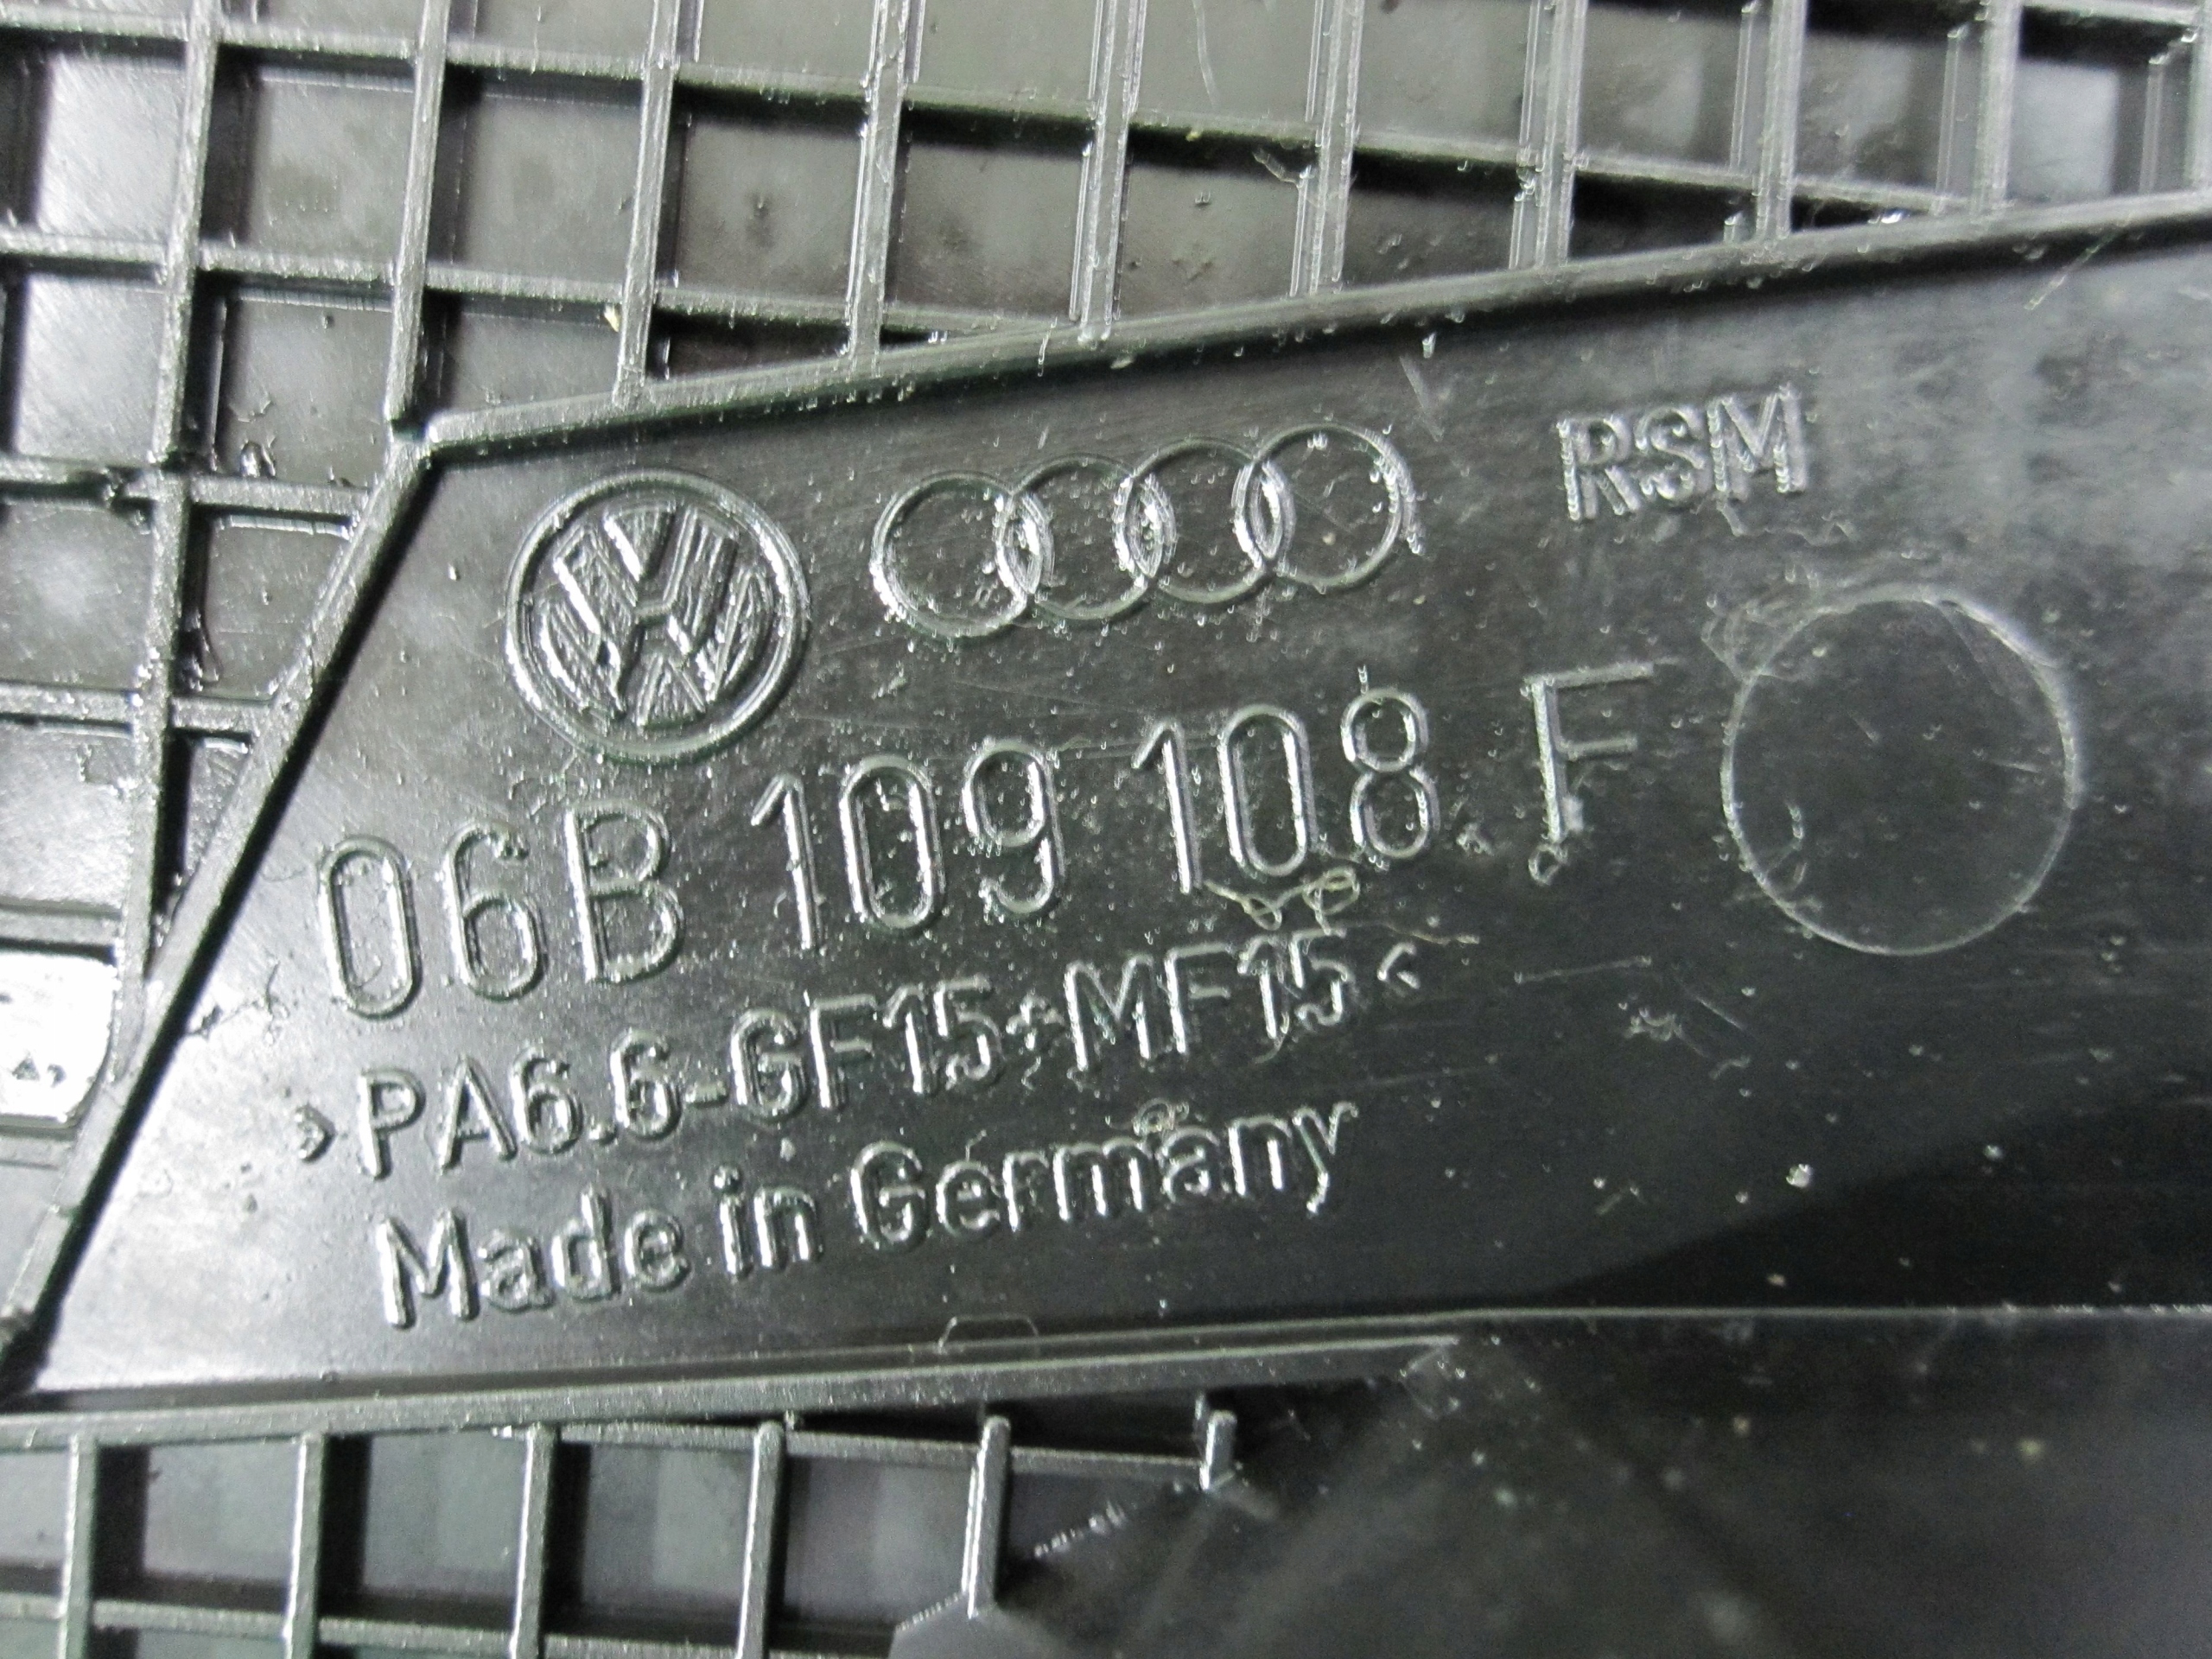 RSM
06B 109 108 F
>PA6.6-GF15+MF15<
Made in Germany